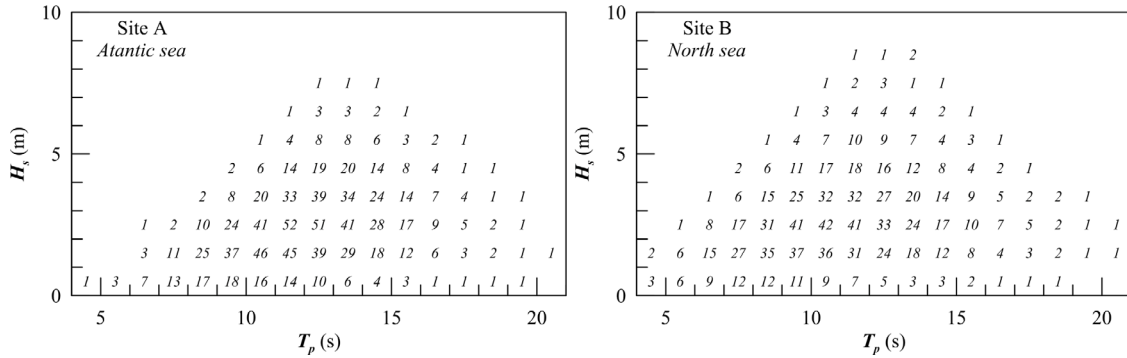 10
Site A
Atantic sea
1 1 1
1 3 3 2 1
1 4 8 8 6 3 2 1
5
2 6 14 19 20 14 8 4 1 1
2 8 20 33 39 34 24 14 7 4 1 1
1 2 10 24 41 52 51 41 28 17 9 5 2 1
3 11 25 37 46 45 39 29 18 12 6 3 2 1 1
0
1 3 7 13 17 18 16 14 10 6 4 3 1 1 1 1
5 10 15 20
Hs (m)
Tp (s)
10
Site B
North sea
1 1 2
1 2 3 1 1
1 3 4 4 4 2 1
1 4 7 10 9 7 4 3 1
5
2 6 11 17 18 16 12 8 4 2 1
1 6 15 25 32 32 27 20 14 9 5 2 2 1
1 8 17 31 41 42 41 33 24 17 10 7 5 2 1 1
2 6 15 27 35 37 36 31 24 18 12 8 4 3 2 1 1
0
3 6 9 12 12 11 9 7 5 3 3 2 1 1 1
5 10 15 20
Hs (m)
Tp (s)